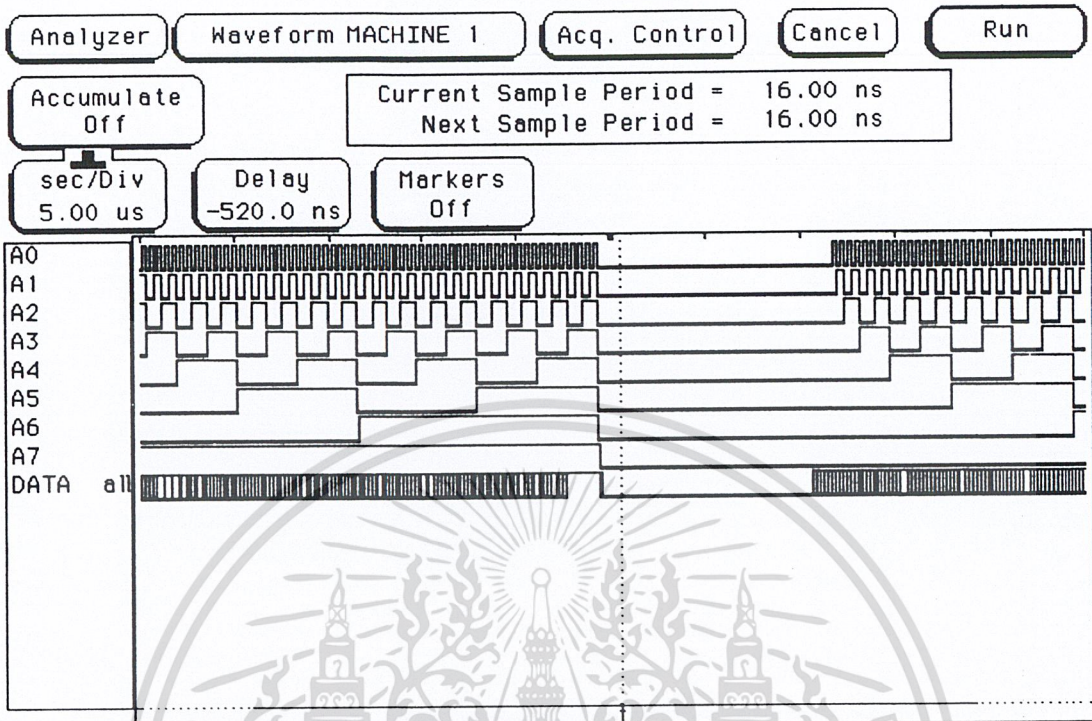 Analyzer Waveform MACHINE 1 Acq. Control Cancel Run
Accumulate
Off
Current Sample Period = 16.00 ns
Next Sample Period = 16.00 ns
sec/Div
5.00 us
Delay
-520.0 ns
Markers
Off
A0
A1
A2
A3
A4
A5
A6
A7
DATA all